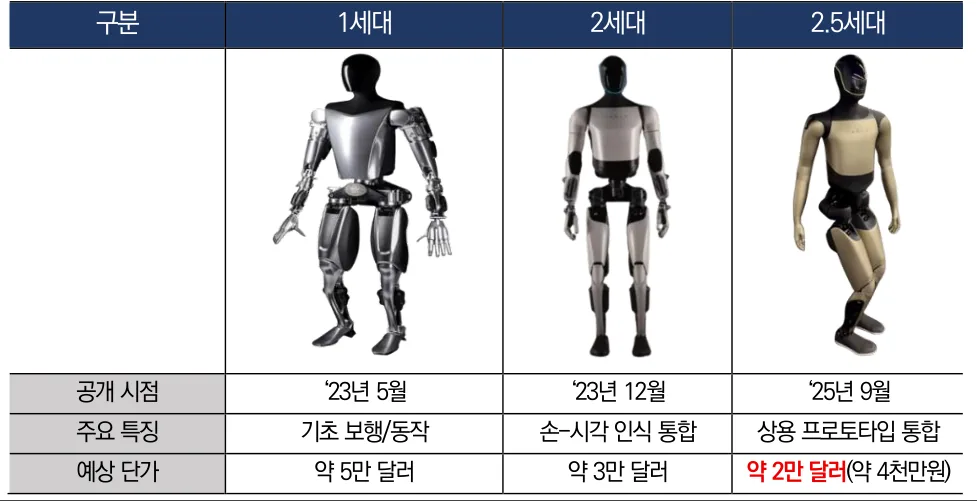 구분 1세대 2세대 2.5세대
공개 시점 ‘23년 5월 ‘23년 12월 ‘25년 9월
주요 특징 기초 보행/동작 손-시각 인식 통합 상용 프로토타입 통합
예상 단가 약 5만 달러 약 3만 달러 약 2만 달러(약 4천만원)